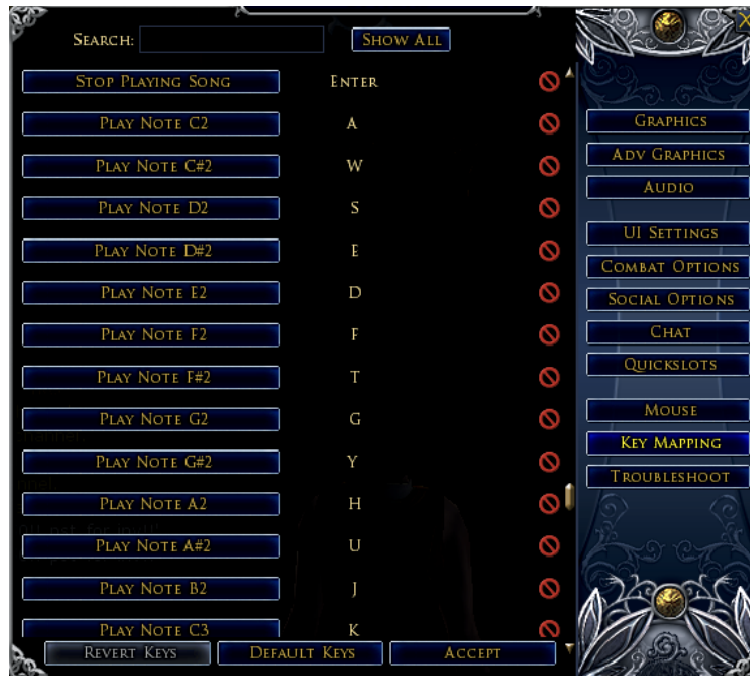 SEARCH:
SHOW ALL
STOP PLAYING SONG ENTER
PLAY NOTE C2 A
PLAY NOTE C#2 W
PLAY NOTE D2 S
PLAY NOTE D#2 E
PLAY NOTE E2 D
PLAY NOTE F2 F
PLAY NOTE F#2 T
PLAY NOTE G2 G
PLAY NOTE G#2 Y
PLAY NOTE A2 H
PLAY NOTE A#2 U
PLAY NOTE B2 J
PLAY NOTE C3 K
REVERT KEYS DEFAULT KEYS ACCEPT
GRAPHICS
ADV GRAPHICS
AUDIO
UI SETTINGS
COMBAT OPTIONS
SOCIAL OPTIONS
CHAT
QUICKSLOTS
MOUSE
KEY MAPPING
TROUBLESHOOT